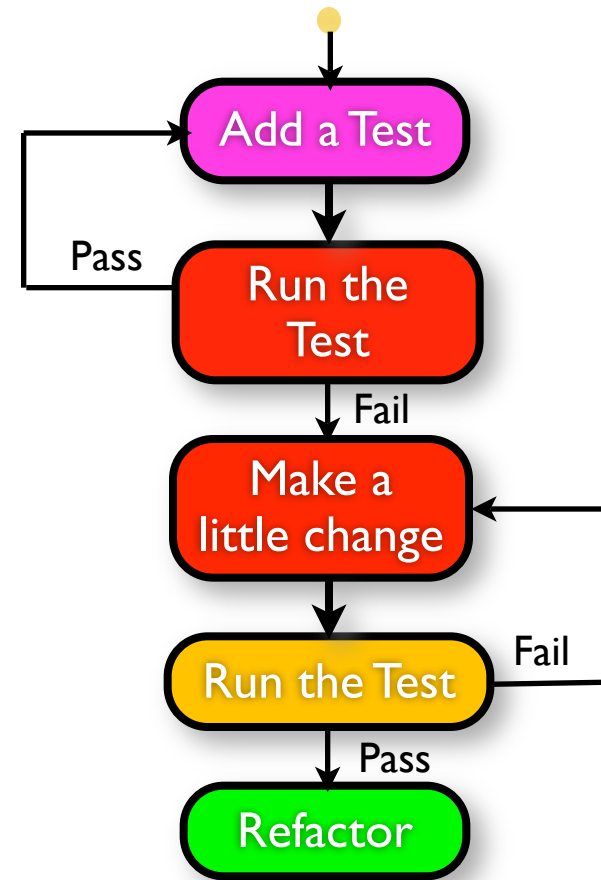 Add a Test
Pass
Run the
Test
Fail
Make a
little change
Fail
Run the Test
Pass
Refactor